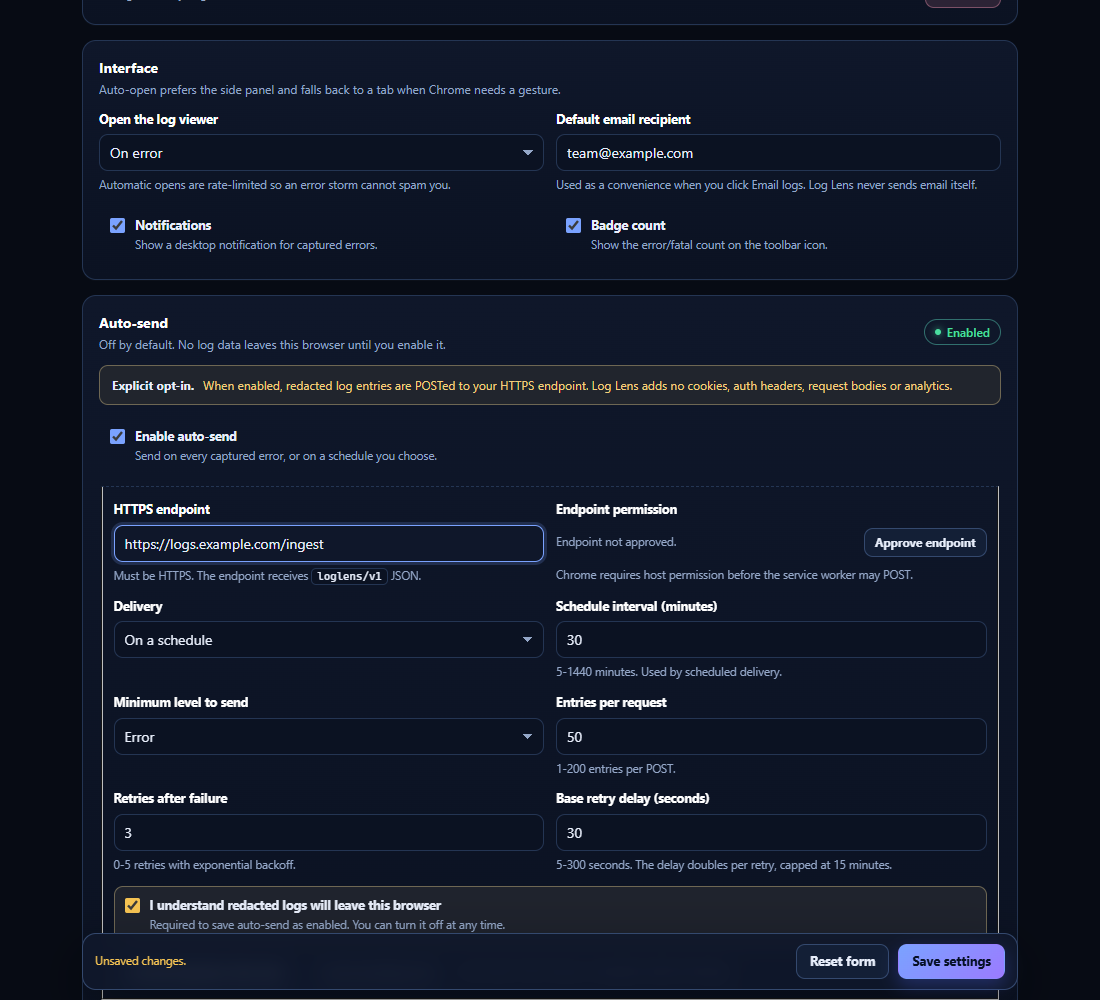 Interface
Auto-open prefers the side panel and falls back to a tab when Chrome needs a gesture.
Open the log viewer
Default email recipient
On error
team@example.com
Automatic opens are rate-limited so an error storm cannot spam you.
Used as a convenience when you click Email logs. Log Lens never sends email itself.
Notifications
Show a desktop notification for captured errors.
Badge count
Show the error/fatal count on the toolbar icon.
Auto-send
Off by default. No log data leaves this browser until you enable it.
Enabled
Explicit opt-in. When enabled, redacted log entries are POSTed to your HTTPS endpoint. Log Lens adds no cookies, auth headers, request bodies or analytics.
Enable auto-send
Send on every captured error, or on a schedule you choose.
HTTPS endpoint
https://logs.example.com/ingest
Must be HTTPS. The endpoint receives loglens/v1 JSON.
Endpoint permission
Endpoint not approved.
Approve endpoint
Chrome requires host permission before the service worker may POST.
Delivery
On a schedule
Schedule interval (minutes)
30
5-1440 minutes. Used by scheduled delivery.
Minimum level to send
Error
Entries per request
50
1-200 entries per POST.
Retries after failure
3
0-5 retries with exponential backoff.
Base retry delay (seconds)
30
5-300 seconds. The delay doubles per retry, capped at 15 minutes.
I understand redacted logs will leave this browser
Required to save auto-send as enabled. You can turn it off at any time.
Unsaved changes.
Reset form
Save settings